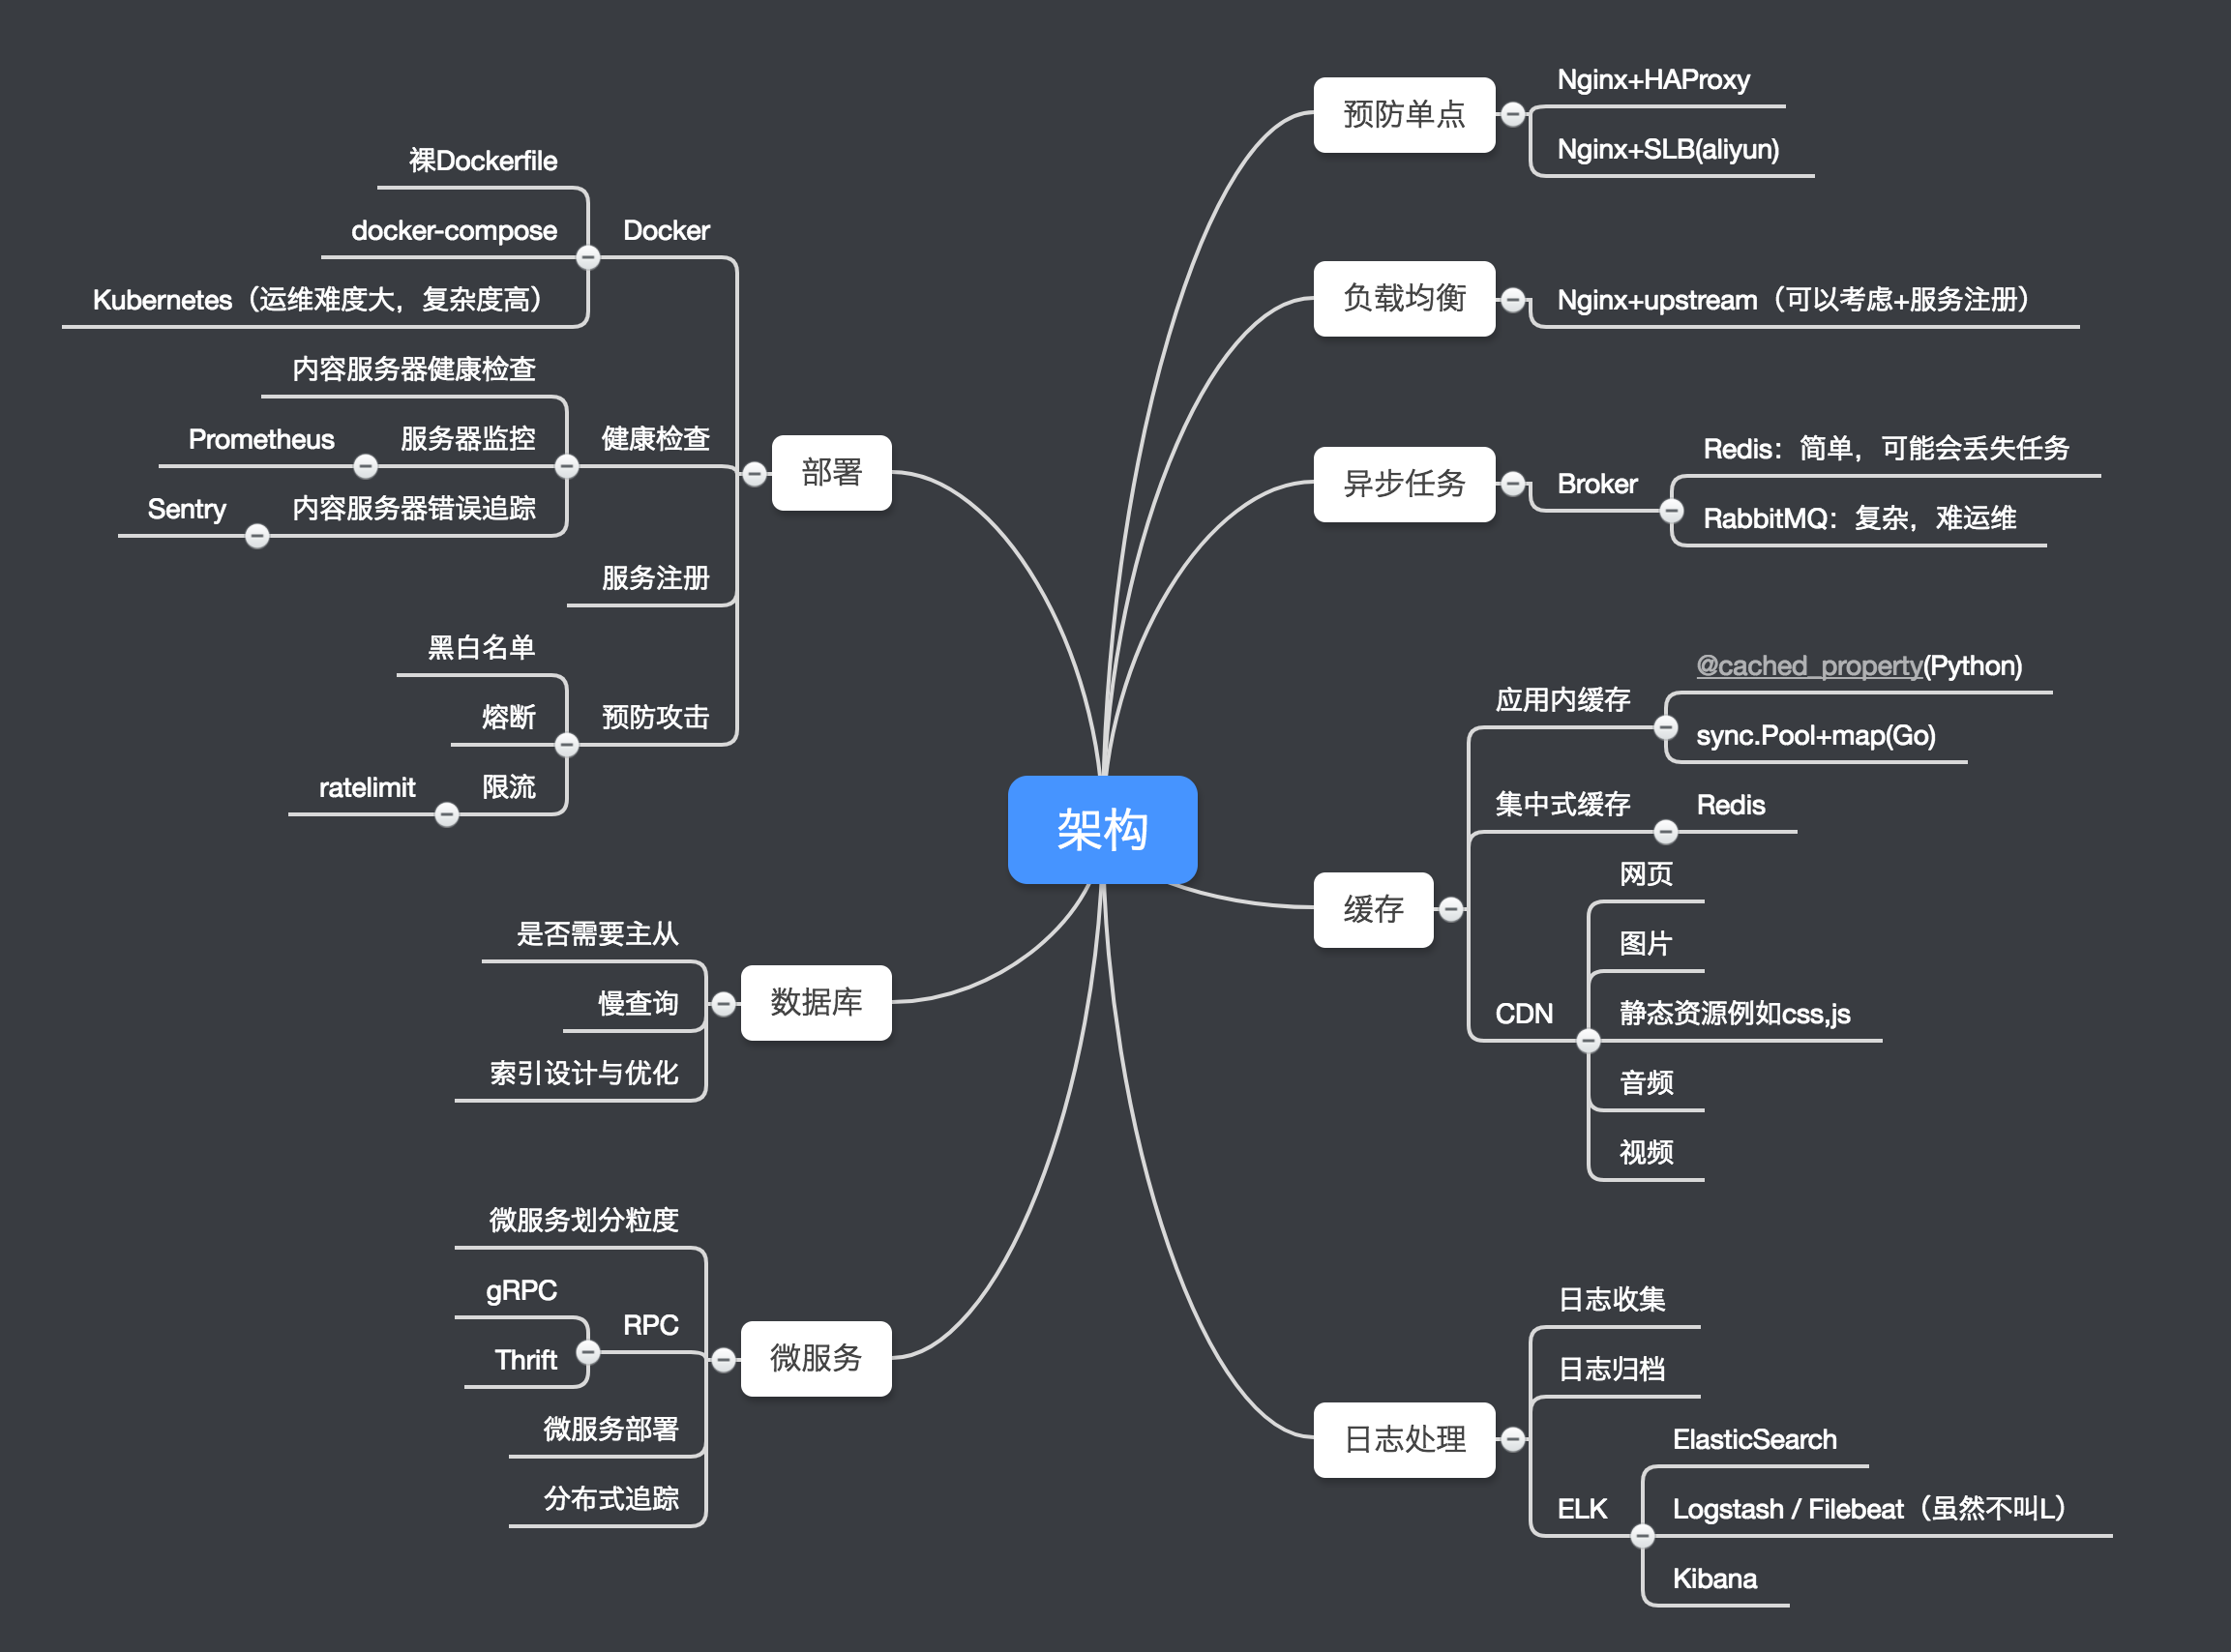 架构
预防单点
Nginx+HAProxy
Nginx+SLB(aliyun)
负载均衡
Nginx+upstream（可以考虑+服务注册）
异步任务
Broker
Redis：简单，可能会丢失任务
RabbitMQ：复杂，难运维
缓存
应用内缓存
@cached_property(Python)
sync.Pool+map(Go)
集中式缓存
Redis
CDN
网页
图片
静态资源例如css,js
音频
视频
日志处理
日志收集
日志归档
ELK
ElasticSearch
Logstash / Filebeat（虽然不叫L）
Kibana
部署
Docker
裸Dockerfile
docker-compose
Kubernetes（运维难度大，复杂度高）
健康检查
内容服务器健康检查
服务器监控
Prometheus
内容服务器错误追踪
Sentry
服务注册
预防攻击
黑白名单
熔断
限流
ratelimit
数据库
是否需要主从
慢查询
索引设计与优化
微服务
微服务划分粒度
RPC
gRPC
Thrift
微服务部署
分布式追踪